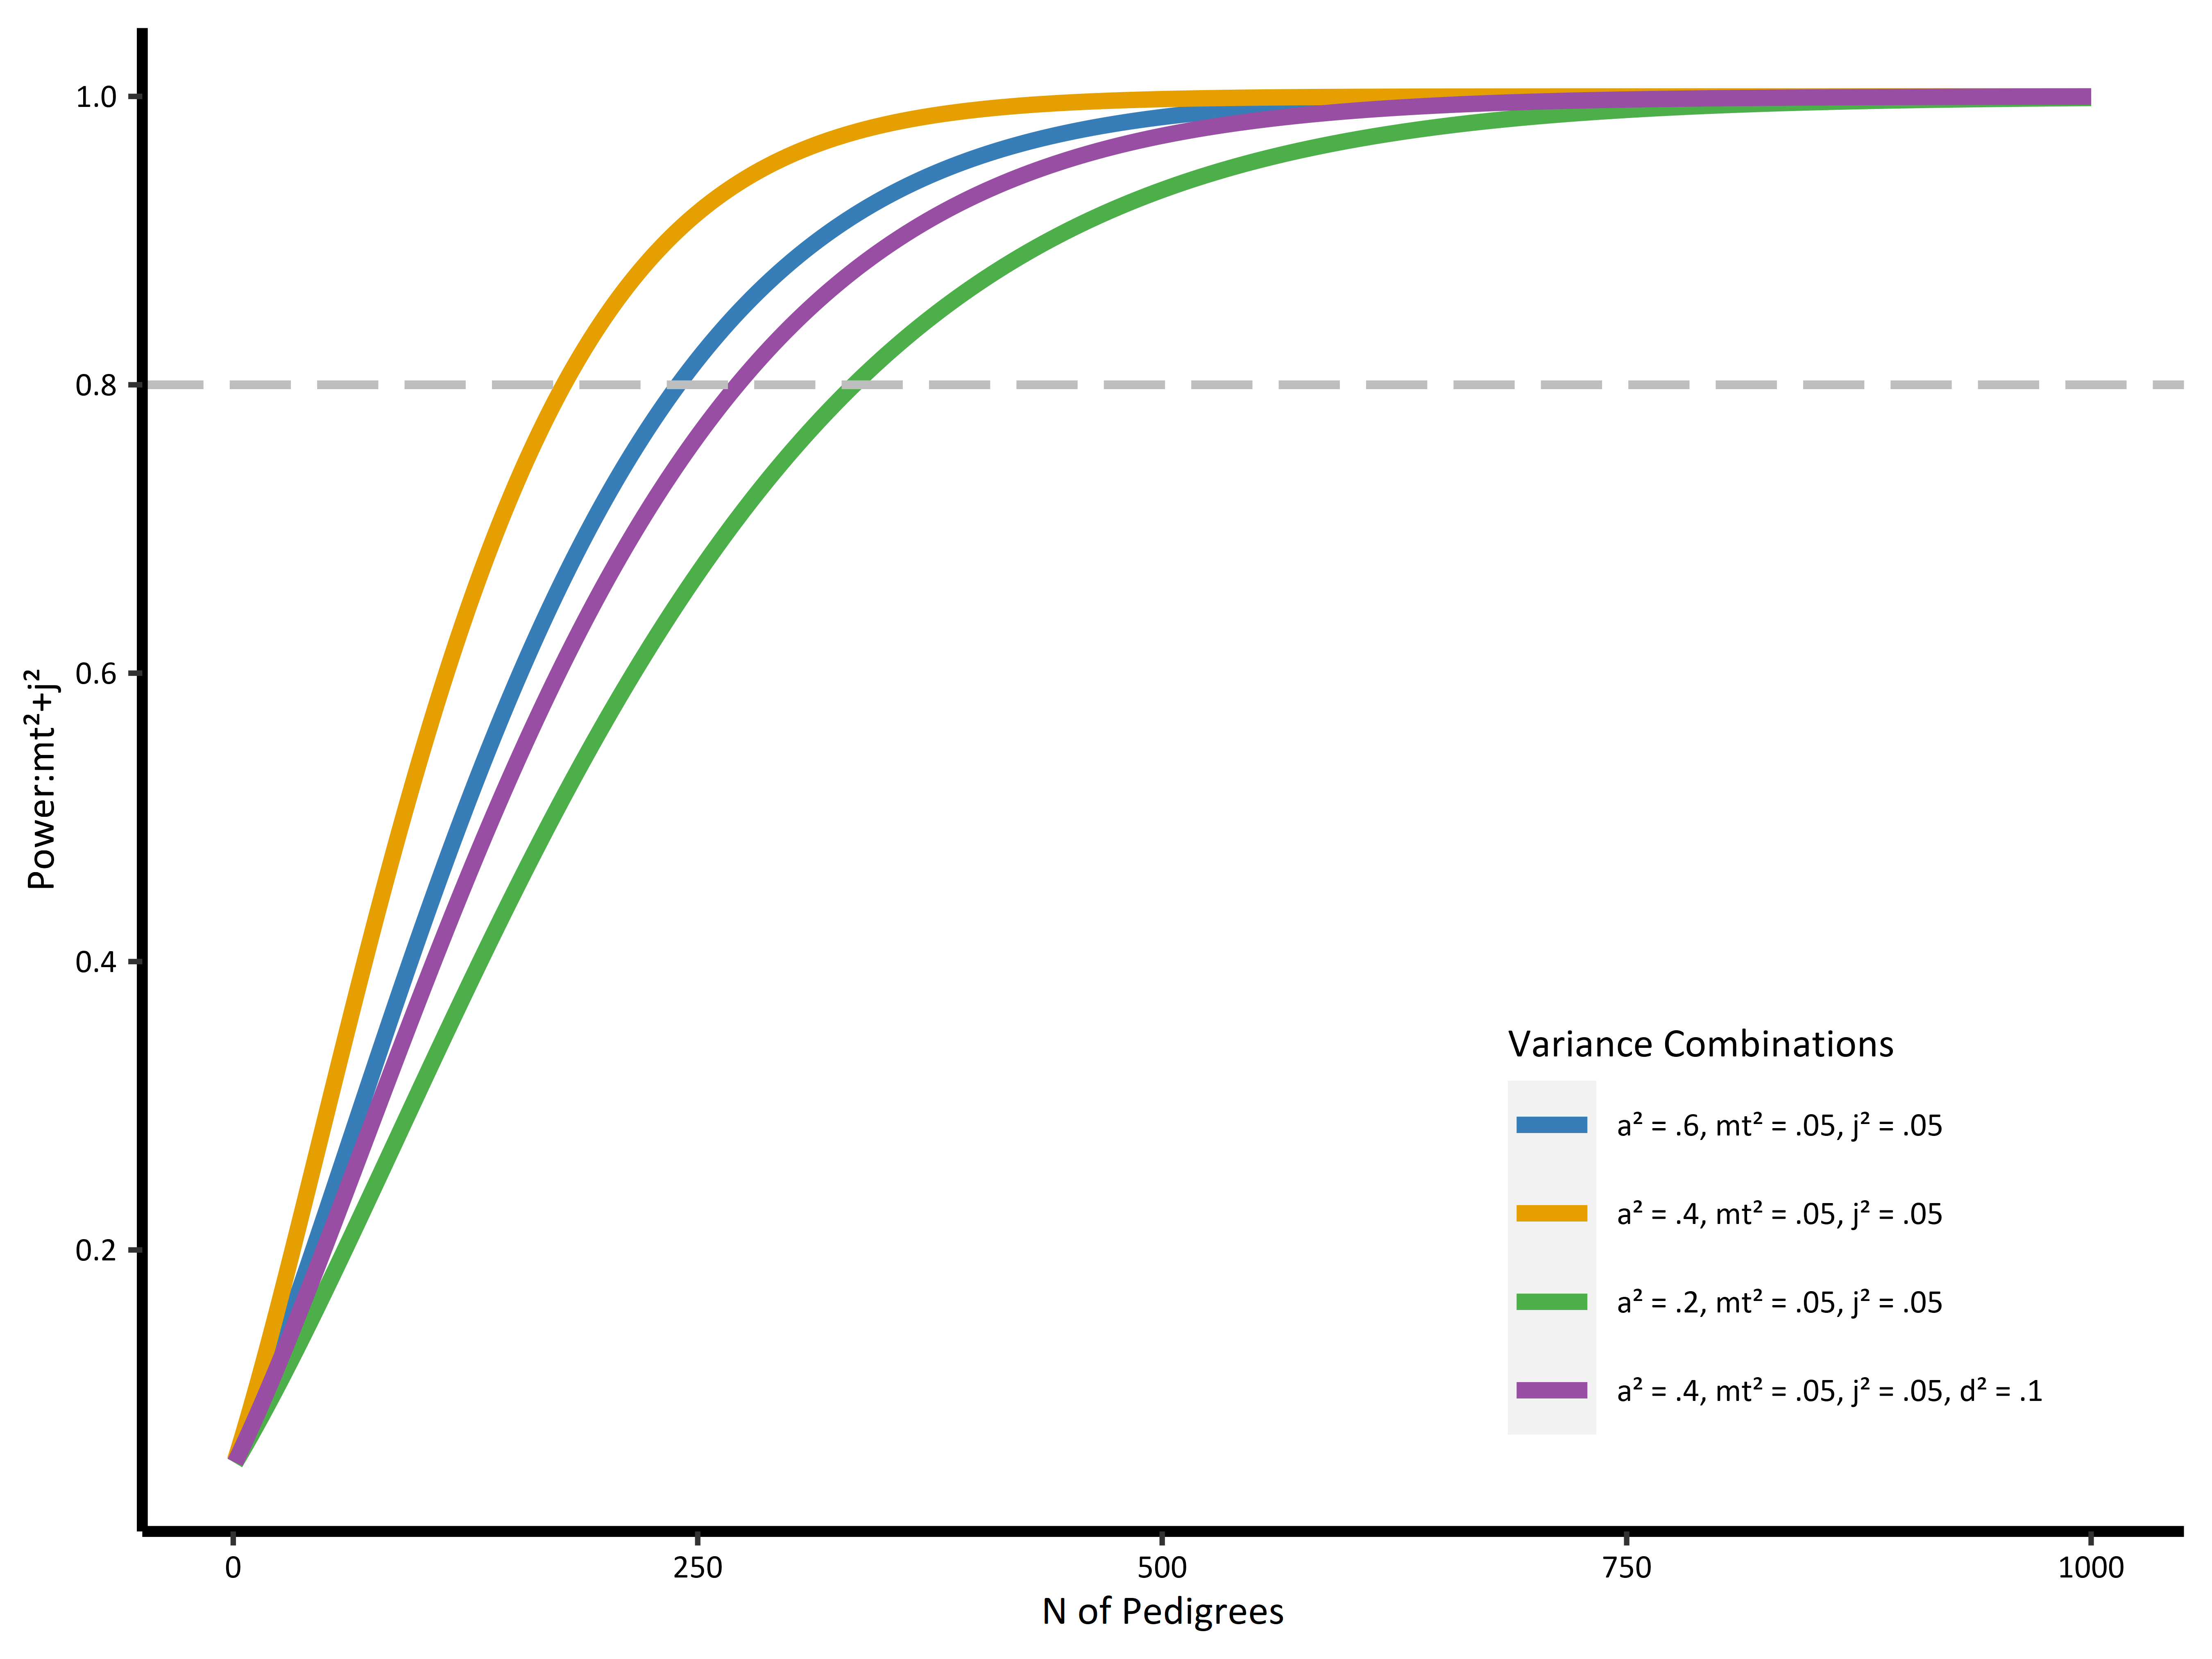 1.0
0.8
0.6
0.4
0.2
Power:mt²+j²
0
250
500
750
1000
N of Pedigrees
Variance Combinations
a² = .6, mt² = .05, j² = .05
a² = .4, mt² = .05, j² = .05
a² = .2, mt² = .05, j² = .05
a² = .4, mt² = .05, j² = .05, d² = .1